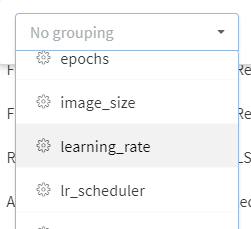 No grouping
epochs
image_size
learning_rate
lr_scheduler